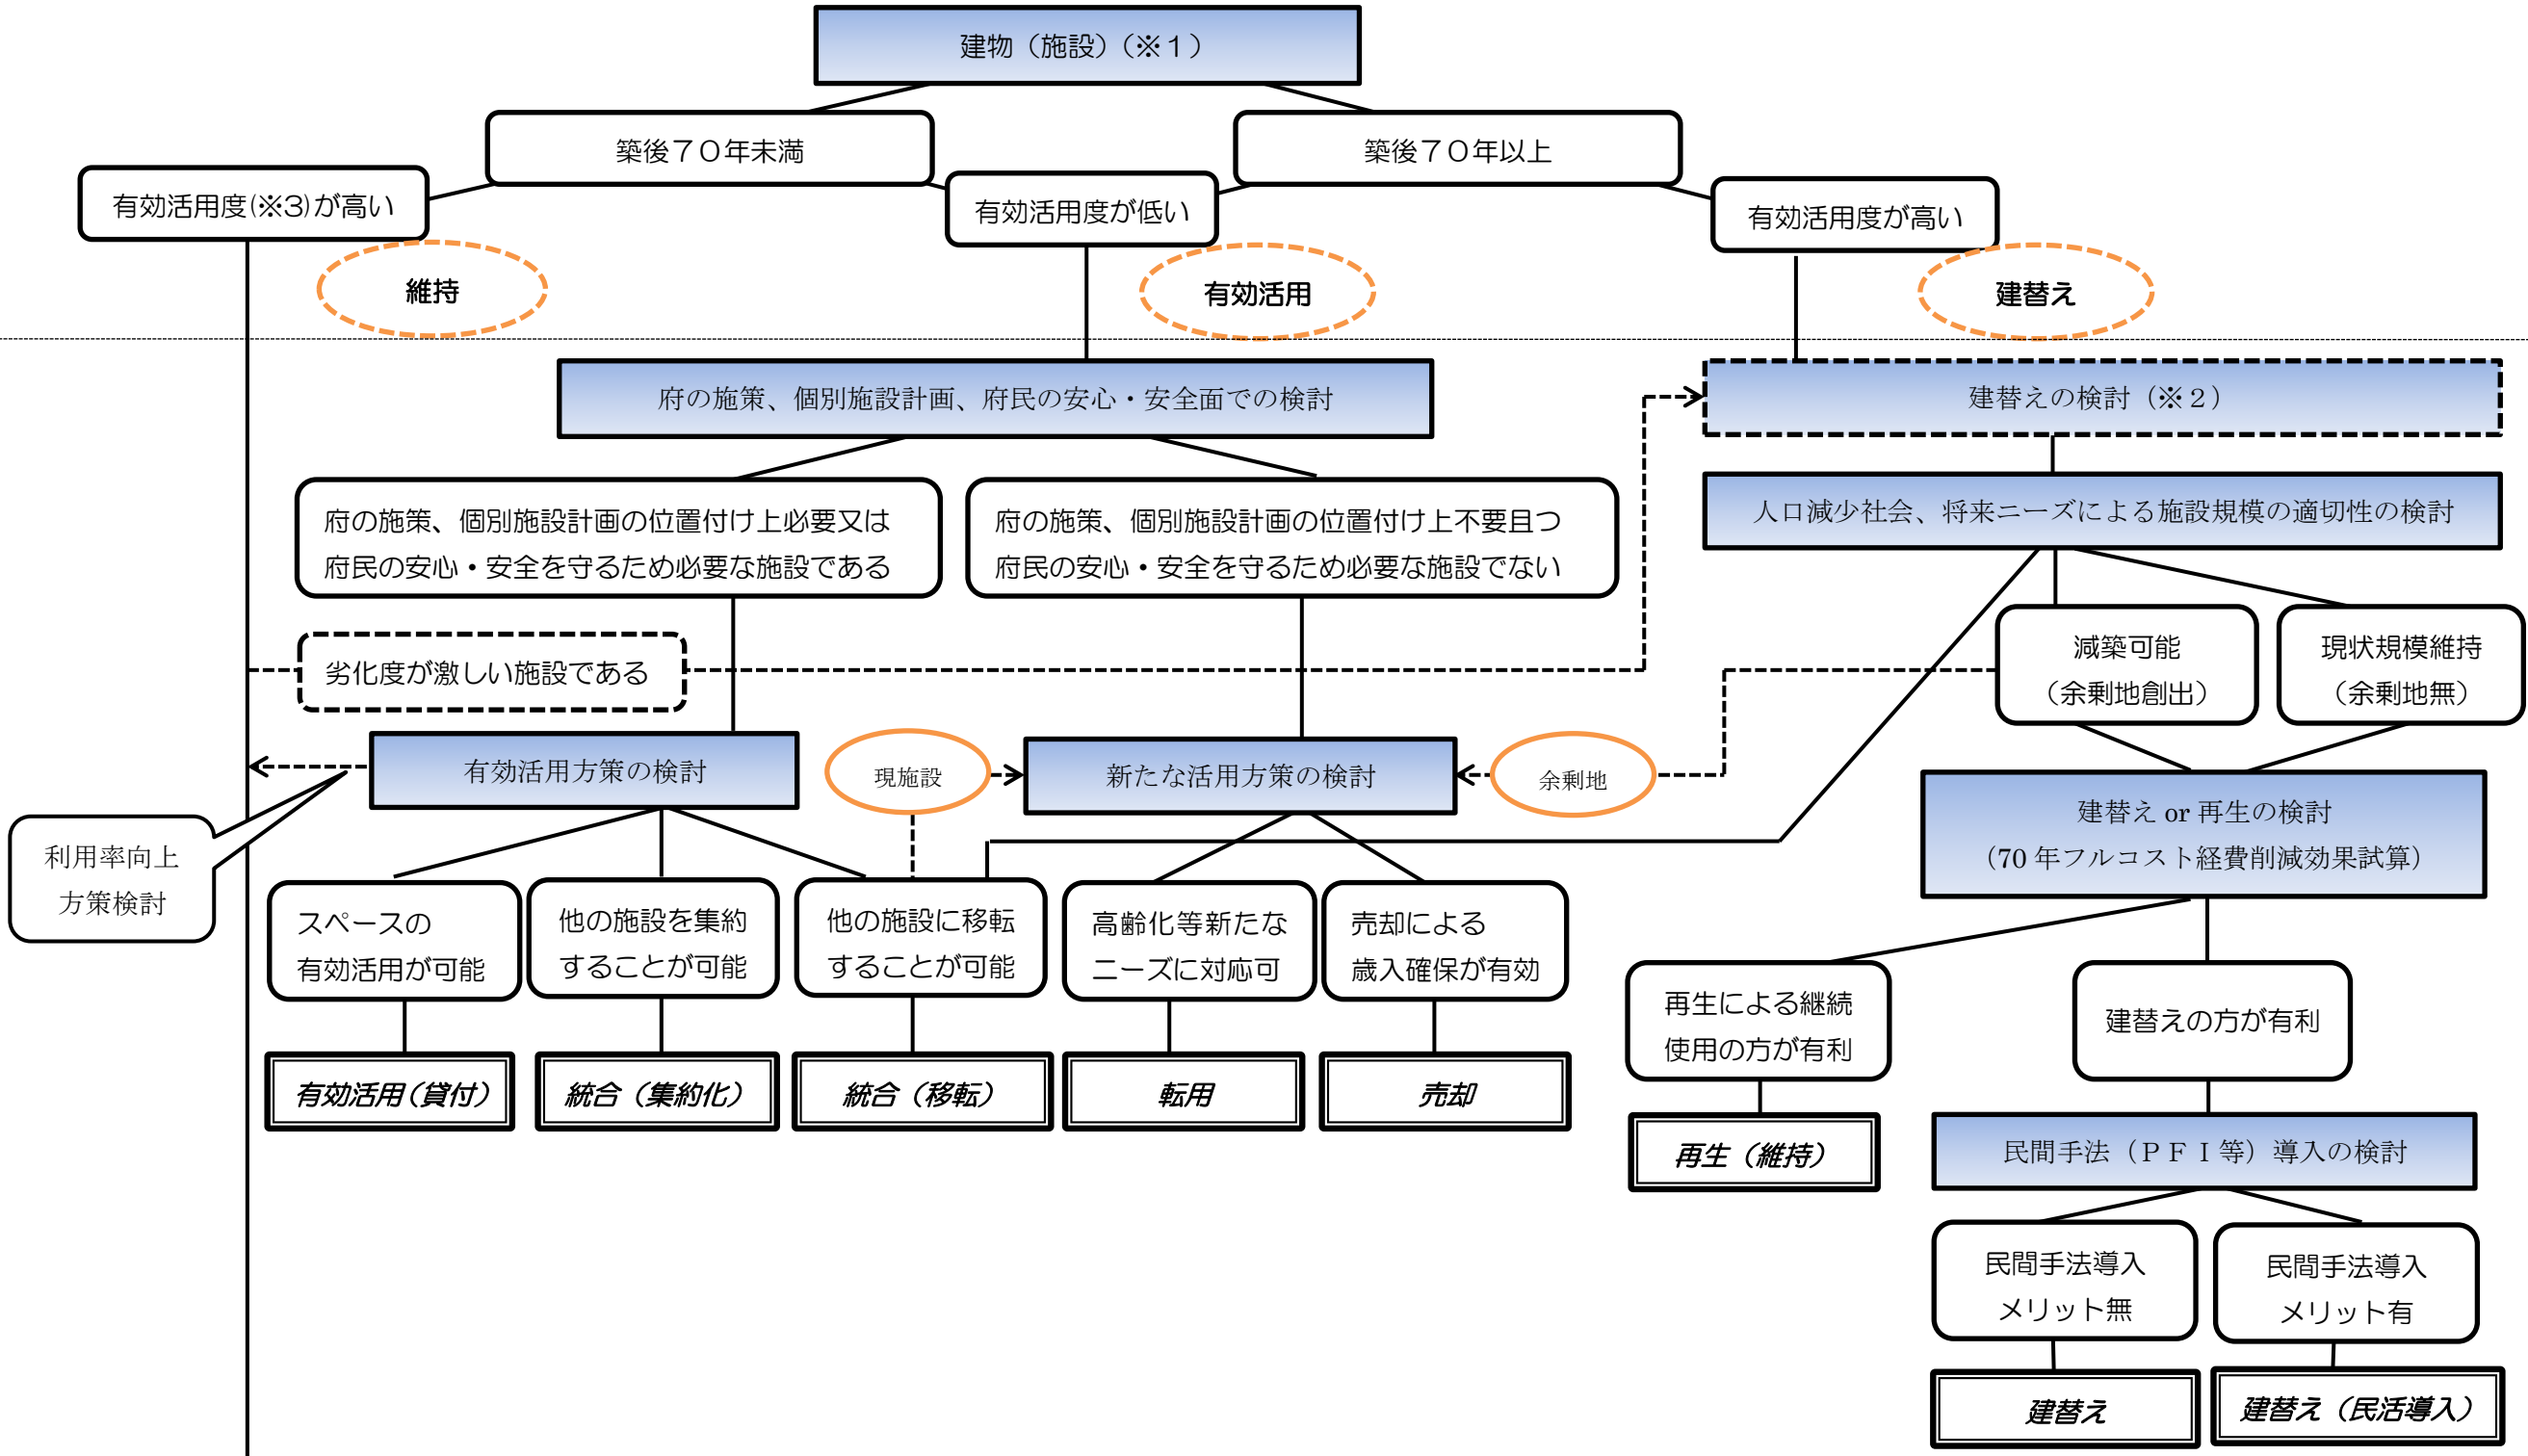 建物（施設）（※１）
築後７０年未満
築後７０年以上
有効活用度(※3)が高い
有効活用度が低い
有効活用度が高い
維持
有効活用
建替え
府の施策、個別施設計画、府民の安心・安全面での検討
建替えの検討（※２）
府の施策、個別施設計画の位置付け上必要又は
府民の安心・安全を守るため必要な施設である
府の施策、個別施設計画の位置付け上不要且つ
府民の安心・安全を守るため必要な施設でない
人口減少社会、将来ニーズによる施設規模の適切性の検討
劣化度が激しい施設である
減築可能
（余剰地創出）
現状規模維持
（余剰地無）
有効活用方策の検討
現施設
新たな活用方策の検討
余剰地
建替え or 再生の検討
（70 年フルコスト経費削減効果試算）
利用率向上
方策検討
スペースの
有効活用が可能
他の施設を集約
することが可能
他の施設に移転
することが可能
高齢化等新たな
ニーズに対応可
売却による
歳入確保が有効
再生による継続
使用の方が有利
建替えの方が有利
有効活用（貸付）
統合（集約化）
統合（移転）
転用
売却
再生（維持）
民間手法（ＰＦＩ等）導入の検討
民間手法導入
メリット無
民間手法導入
メリット有
建替え
建替え（民活導入）